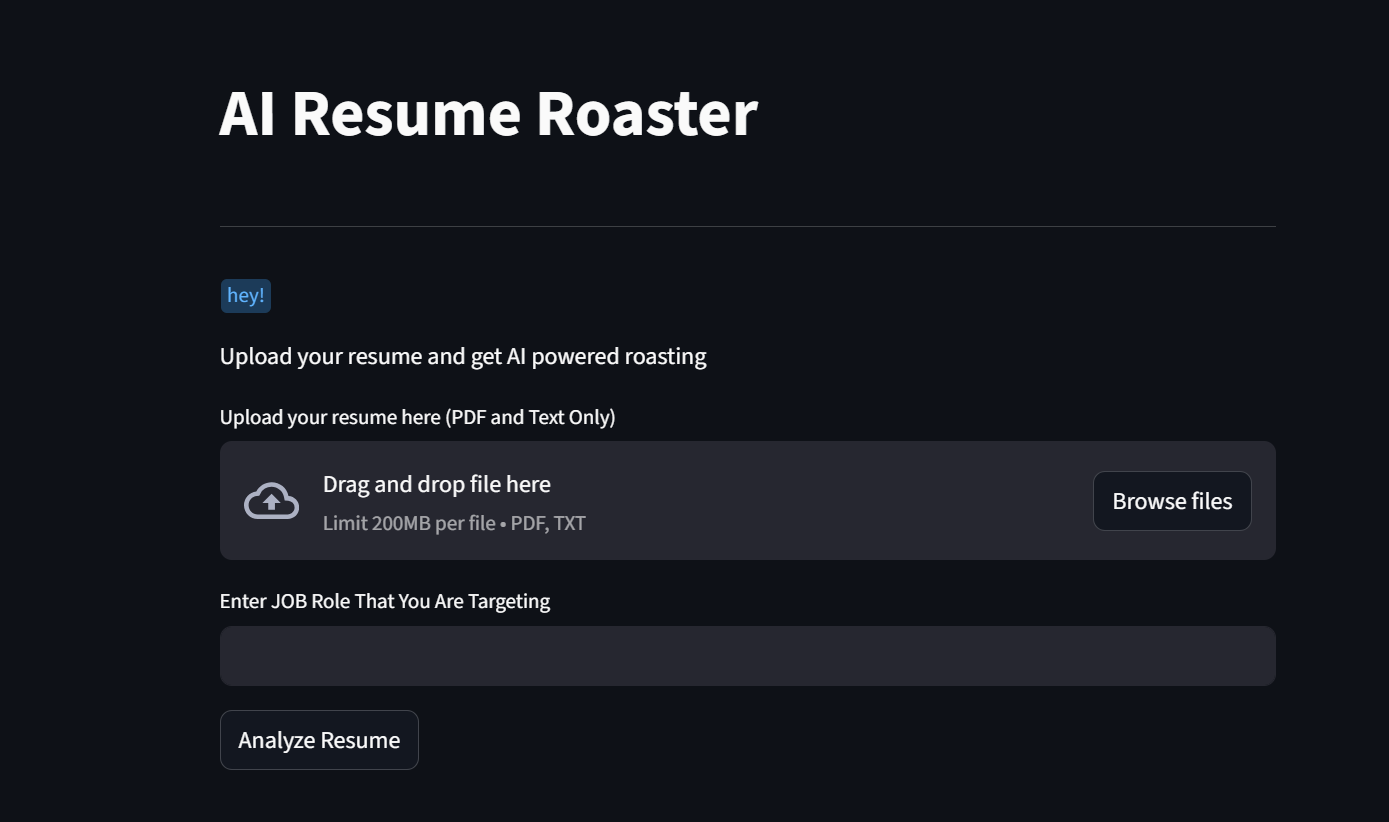 AI Resume Roaster
hey!
Upload your resume and get AI powered roasting
Upload your resume here (PDF and Text Only)
Drag and drop file here
Limit 200MB per file • PDF, TXT
Browse files
Enter JOB Role That You Are Targeting
Analyze Resume